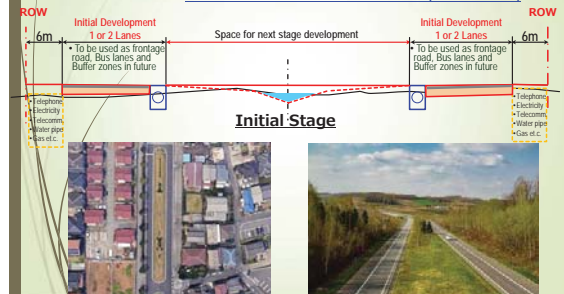 ROW
ROW
6m
Initial Development
1 or 2 Lanes
Space for next stage development
Initial Development
1 or 2 Lanes
6m
• To be used as frontage
road, Bus lanes and
Buffer zones in future
• To be used as frontage
road, Bus lanes and
Buffer zones in future
•Telephone
•Electricity
•Telecomm.
•Water pipe
•Gas et.c.
•Telephone
•Electricity
•Telecomm.
•Water pipe
•Gas et.c.
Initial Stage